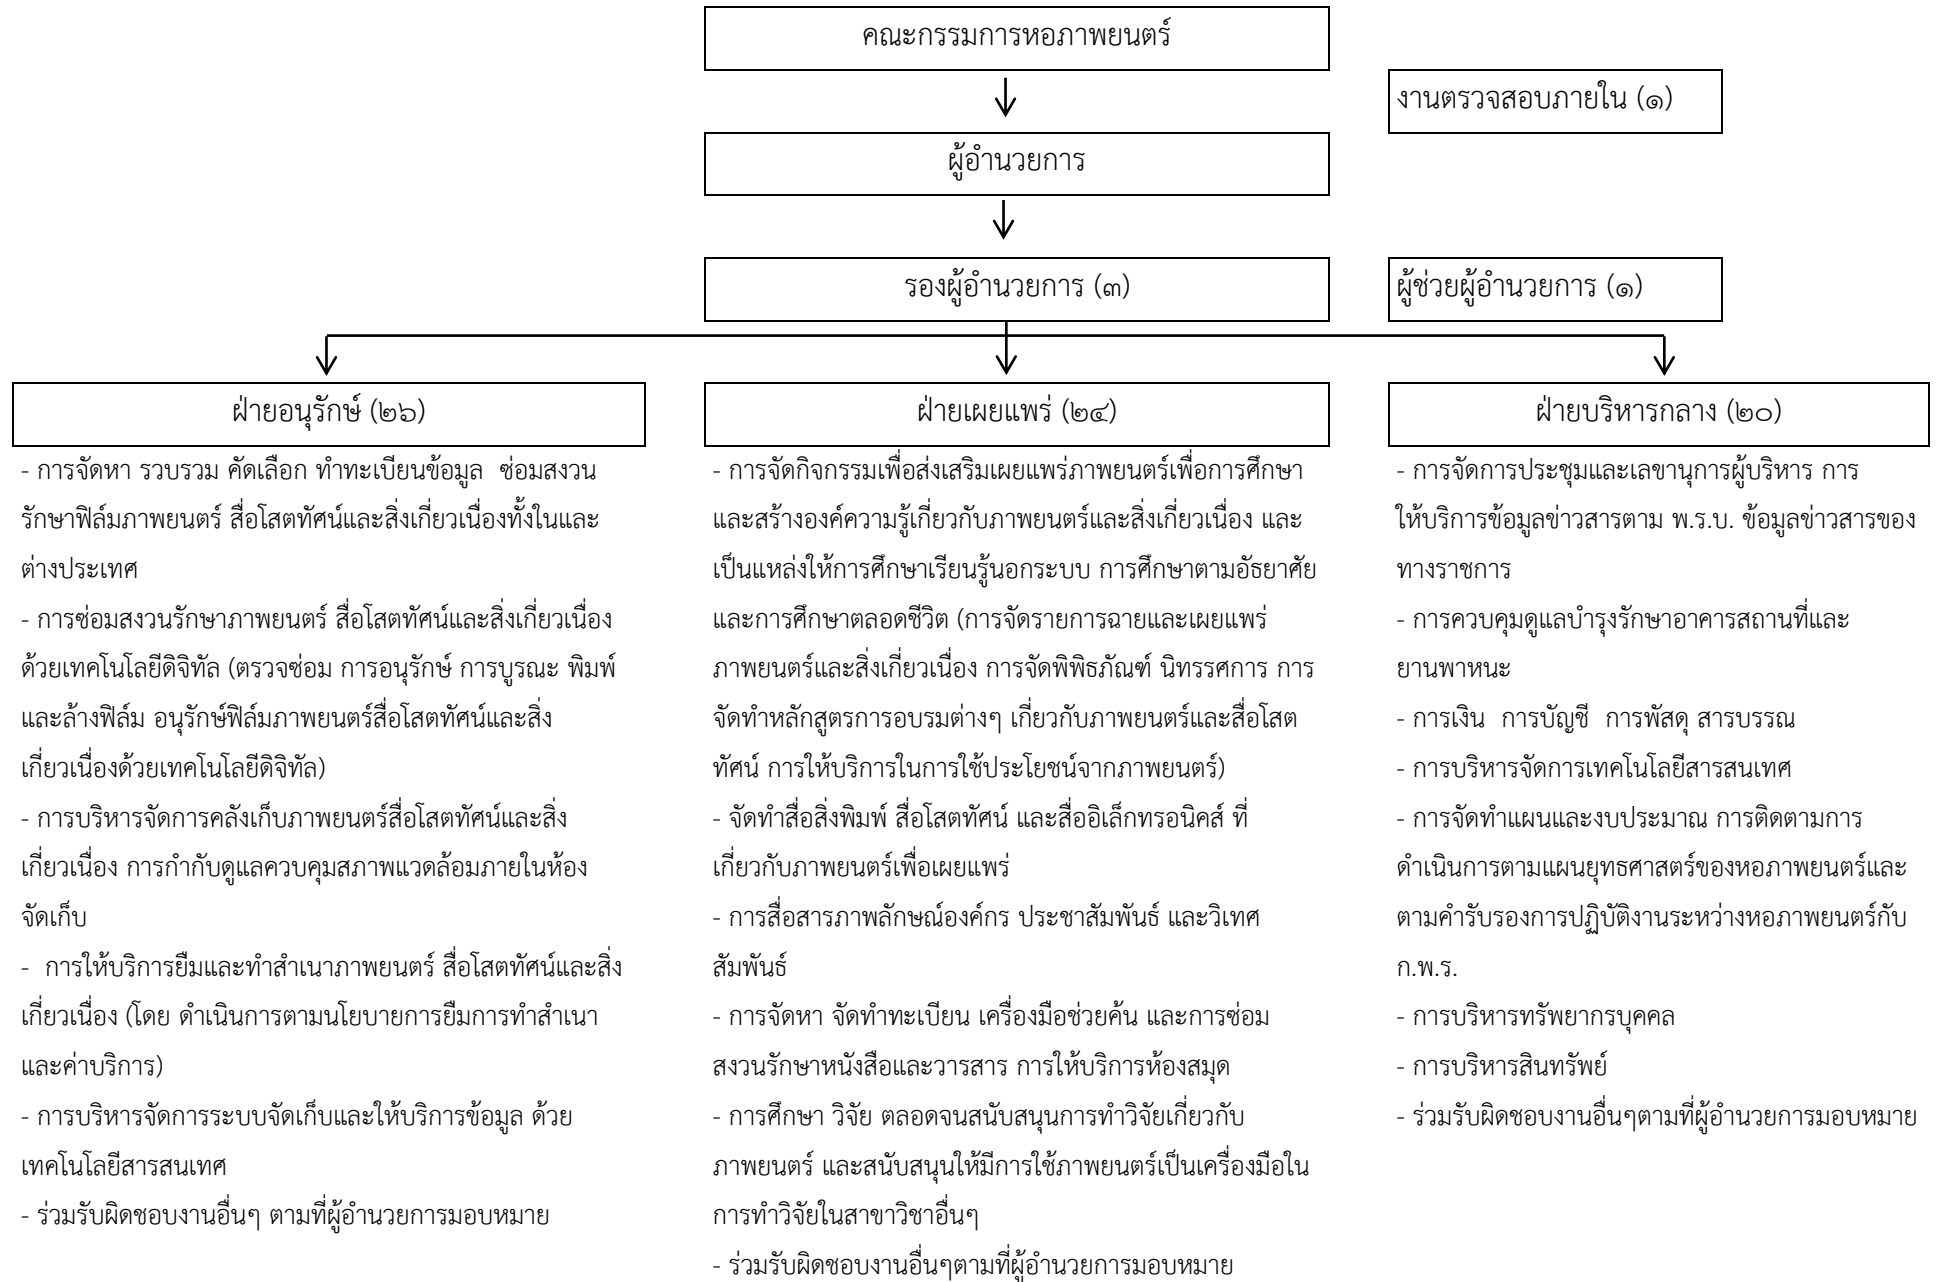 คณะกรรมการหอภาพยนตร์
งานตรวจสอบภายใน (๑)
ผู้อำนวยการ
รองผู้อำนวยการ (๓)
ผู้ช่วยผู้อำนวยการ (๑)
ฝ่ายอนุรักษ์ (๒๖)
- การจัดหา รวบรวม คัดเลือก ทำทะเบียนข้อมูล  ซ่อมสงวน
รักษาฟิล์มภาพยนตร์ สื่อโสตทัศน์และสิ่งเกี่ยวเนื่องทั้งในและ
ต่างประเทศ
- การซ่อมสงวนรักษาภาพยนตร์ สื่อโสตทัศน์และสิ่งเกี่ยวเนื่อง
ด้วยเทคโนโลยีดิจิทัล (ตรวจซ่อม การอนุรักษ์ การบูรณะ พิมพ์
และล้างฟิล์ม อนุรักษ์ฟิล์มภาพยนตร์สื่อโสตทัศน์และสิ่ง
เกี่ยวเนื่องด้วยเทคโนโลยีดิจิทัล)
- การบริหารจัดการคลังเก็บภาพยนตร์สื่อโสตทัศน์และสิ่ง
เกี่ยวเนื่อง การกำกับดูแลควบคุมสภาพแวดล้อมภายในห้อง
จัดเก็บ
-  การให้บริการยืมและทำสำเนาภาพยนตร์ สื่อโสตทัศน์และสิ่ง
เกี่ยวเนื่อง (โดย ดำเนินการตามนโยบายการยืมการทำสำเนา
และค่าบริการ)
- การบริหารจัดการระบบจัดเก็บและให้บริการข้อมูล ด้วย
เทคโนโลยีสารสนเทศ
- ร่วมรับผิดชอบงานอื่นๆ ตามที่ผู้อำนวยการมอบหมาย
ฝ่ายเผยแพร่ (๒๔)
- การจัดกิจกรรมเพื่อส่งเสริมเผยแพร่ภาพยนตร์เพื่อการศึกษา
และสร้างองค์ความรู้เกี่ยวกับภาพยนตร์และสิ่งเกี่ยวเนื่อง และ
เป็นแหล่งให้การศึกษาเรียนรู้นอกระบบ การศึกษาตามอัธยาศัย
และการศึกษาตลอดชีวิต (การจัดรายการฉายและเผยแพร่
ภาพยนตร์และสิ่งเกี่ยวเนื่อง การจัดพิพิธภัณฑ์ นิทรรศการ การ
จัดทำหลักสูตรการอบรมต่างๆ เกี่ยวกับภาพยนตร์และสื่อโสต
ทัศน์ การให้บริการในการใช้ประโยชน์จากภาพยนตร์)
- จัดทำสื่อสิ่งพิมพ์ สื่อโสตทัศน์ และสื่ออิเล็กทรอนิคส์ ที่
เกี่ยวกับภาพยนตร์เพื่อเผยแพร่
- การสื่อสารภาพลักษณ์องค์กร ประชาสัมพันธ์ และวิเทศ
สัมพันธ์
- การจัดหา จัดทำทะเบียน เครื่องมือช่วยค้น และการซ่อม
สงวนรักษาหนังสือและวารสาร การให้บริการห้องสมุด
- การศึกษา วิจัย ตลอดจนสนับสนุนการทำวิจัยเกี่ยวกับ
ภาพยนตร์ และสนับสนุนให้มีการใช้ภาพยนตร์เป็นเครื่องมือใน
การทำวิจัยในสาขาวิชาอื่นๆ
- ร่วมรับผิดชอบงานอื่นๆตามที่ผู้อำนวยการมอบหมาย
ฝ่ายบริหารกลาง (๒๐)
- การจัดการประชุมและเลขานุการผู้บริหาร การ
ให้บริการข้อมูลข่าวสารตาม พ.ร.บ. ข้อมูลข่าวสารของ
ทางราชการ
- การควบคุมดูแลบำรุงรักษาอาคารสถานที่และ
ยานพาหนะ
- การเงิน  การบัญชี  การพัสดุ สารบรรณ
- การบริหารจัดการเทคโนโลยีสารสนเทศ
- การจัดทำแผนและงบประมาณ การติดตามการ
ดำเนินการตามแผนยุทธศาสตร์ของหอภาพยนตร์และ
ตามคำรับรองการปฏิบัติงานระหว่างหอภาพยนตร์กับ
ก.พ.ร.
- การบริหารทรัพยากรบุคคล
- การบริหารสินทรัพย์
- ร่วมรับผิดชอบงานอื่นๆตามที่ผู้อำนวยการมอบหมาย